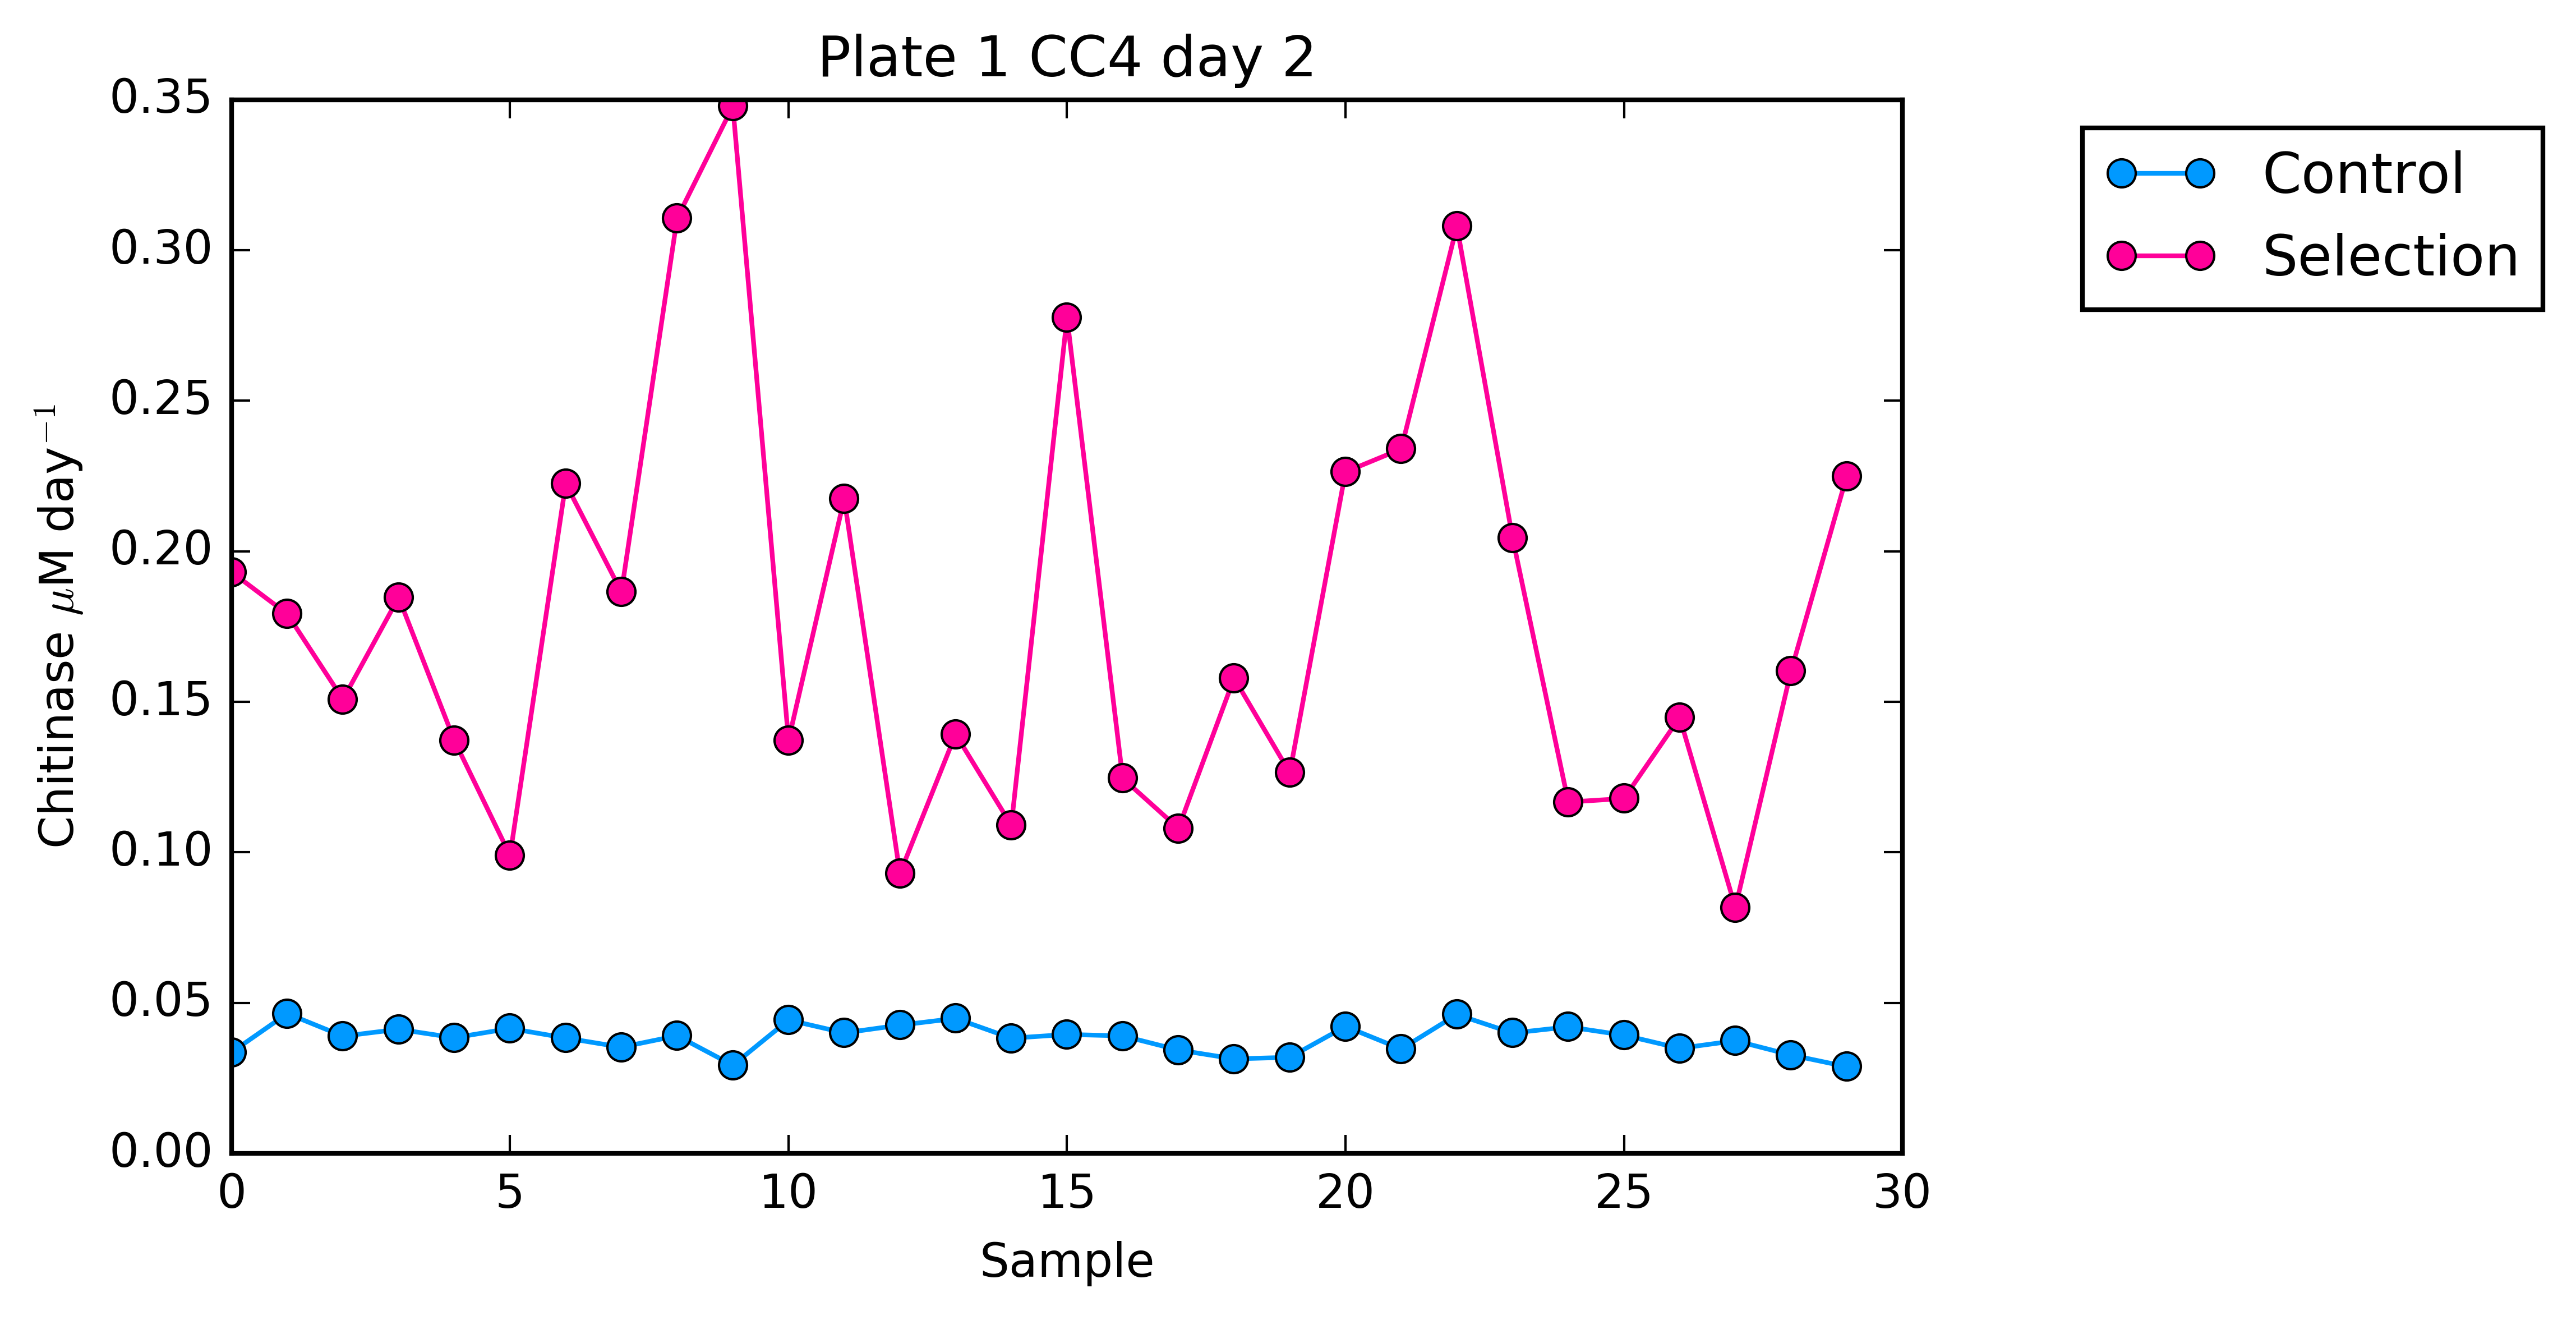 Plate 1 CC4 day 2
0.35
0.30
0.25
0.20
0.15
0.10
0.05
0.00
Chitinase μM day⁻¹
0 5 10 15 20 25 30
Sample
Control
Selection